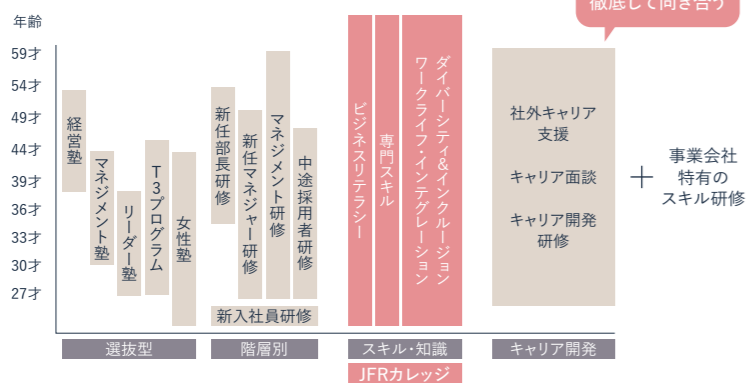 徹底して向き合う
年齢
59才
54才
49才
44才
39才
36才
33才
30才
27才
経営塾
マネジメント塾
リーダー塾
T3プログラム
女性塾
新任部長研修
新任マネジャー研修
マネジメント研修
中途採用者研修
新入社員研修
ビジネスリテラシー
専門スキル
ダイバーシティ&インクルージョン
ワークライフ・インテグレーション
社外キャリア
支援
キャリア面談
キャリア開発
研修
+
事業会社
特有の
スキル研修
選抜型
階層別
スキル・知識
キャリア開発
JFRカレッジ